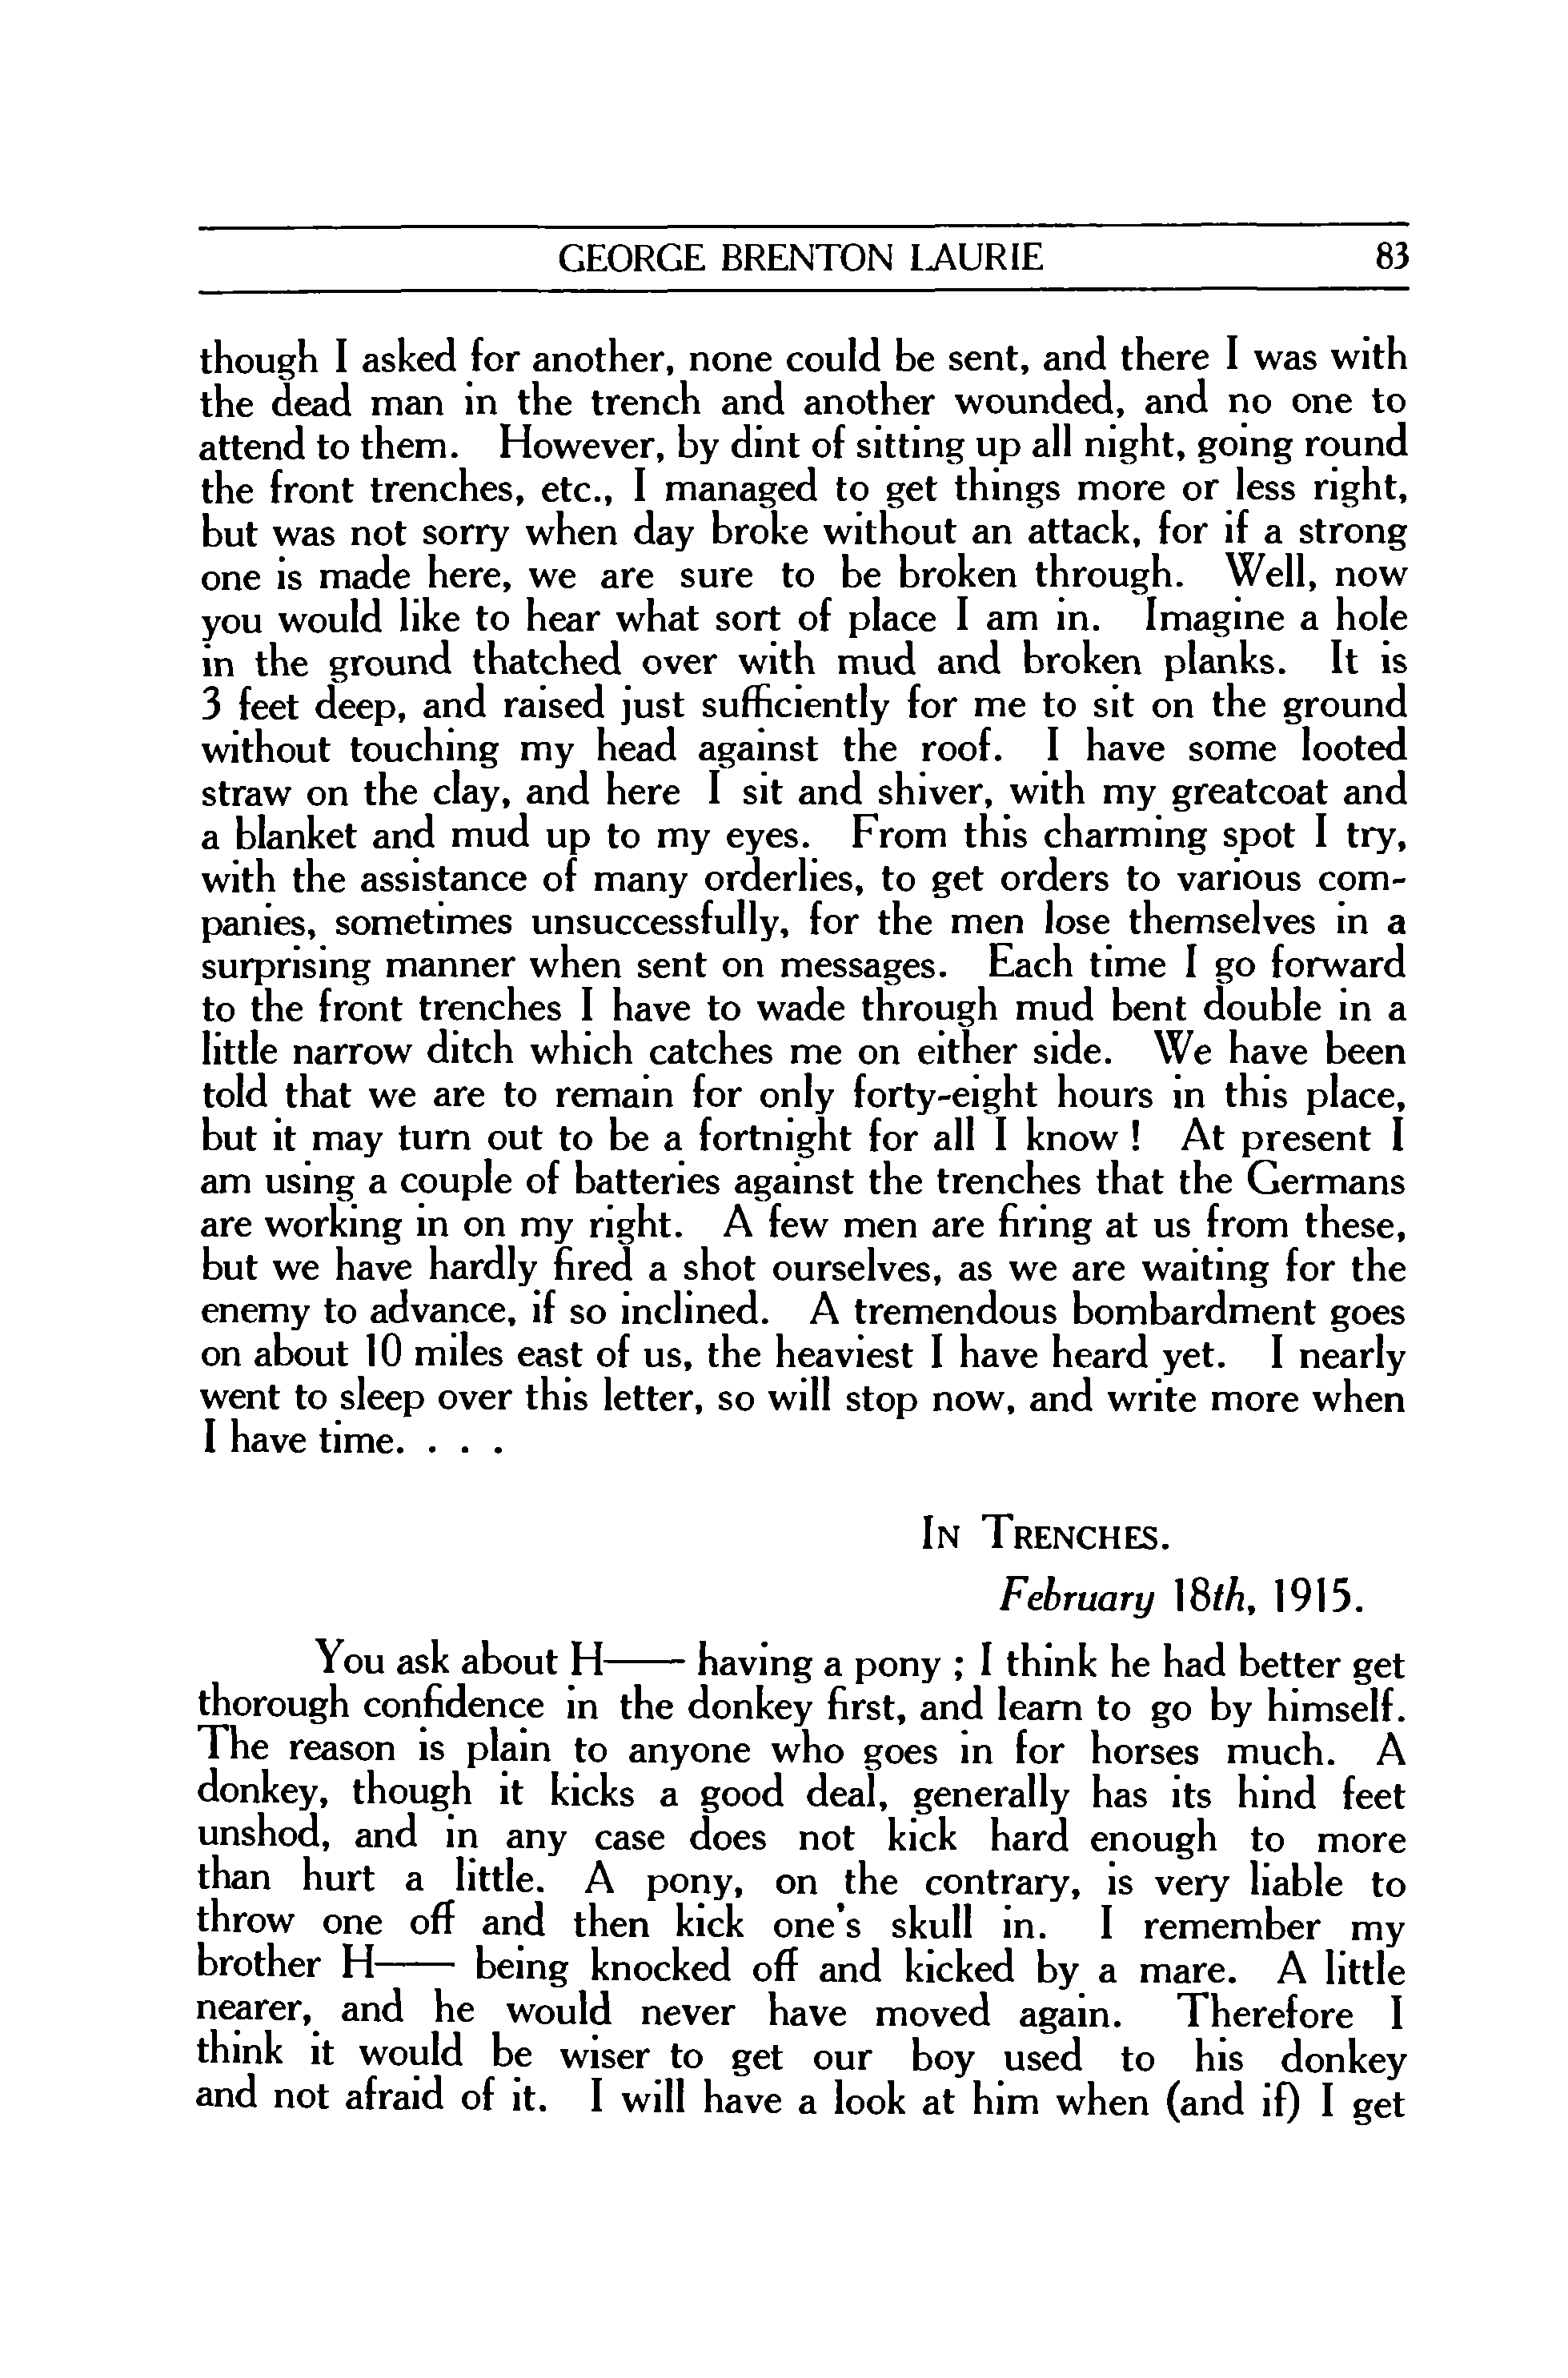 GEORGE BRENTON LAURIE 83
though I asked for another, none could be sent, and there I was with
the dead man in the trench and another wounded, and no one to
attend to them. However, by dint of sitting up all night, going round
the front trenches, etc., I managed to get things more or less right,
but was not sorry when day broke without an attack, for if a strong
one is made here, we are sure to be broken through. Well, now
you would like to hear what sort of place I am in. Imagine a hole
in the ground thatched over with mud and broken planks. It is
3 feet deep, and raised just sufficiently for me to sit on the ground
without touching my head against the roof. I have some looted
straw on the clay, and here I sit and shiver, with my greatcoat and
a blanket and mud up to my eyes. From this charming spot I try,
with the assistance of many orderlies, to get orders to various com-
panies, sometimes unsuccessfully, for the men lose themselves in a
surprising manner when sent on messages. Each time I go forward
to the front trenches I have to wade through mud bent double in a
little narrow ditch which catches me on either side. We have been
told that we are to remain for only forty-eight hours in this place,
but it may turn out to be a fortnight for all I know ! At present I
am using a couple of batteries against the trenches that the Germans
are working in on my right. A few men are firing at us from these,
but we have hardly fired a shot ourselves, as we are waiting for the
enemy to advance, if so inclined. A tremendous bombardment goes
on about 10 miles east of us, the heaviest I have heard yet. I nearly
went to sleep over this letter, so will stop now, and write more when
I have time. . . .
IN TRENCHES.
February 18th, 1915.
You ask about H—— having a pony ; I think he had better get
thorough confidence in the donkey first, and learn to go by himself.
The reason is plain to anyone who goes in for horses much. A
donkey, though it kicks a good deal, generally has its hind feet
unshod, and in any case does not kick hard enough to more
than hurt a little. A pony, on the contrary, is very liable to
throw one off and then kick one's skull in. I remember my
brother H—— being knocked off and kicked by a mare. A little
nearer, and he would never have moved again. Therefore I
think it would be wiser to get our boy used to his donkey
and not afraid of it. I will have a look at him when (and if) I get